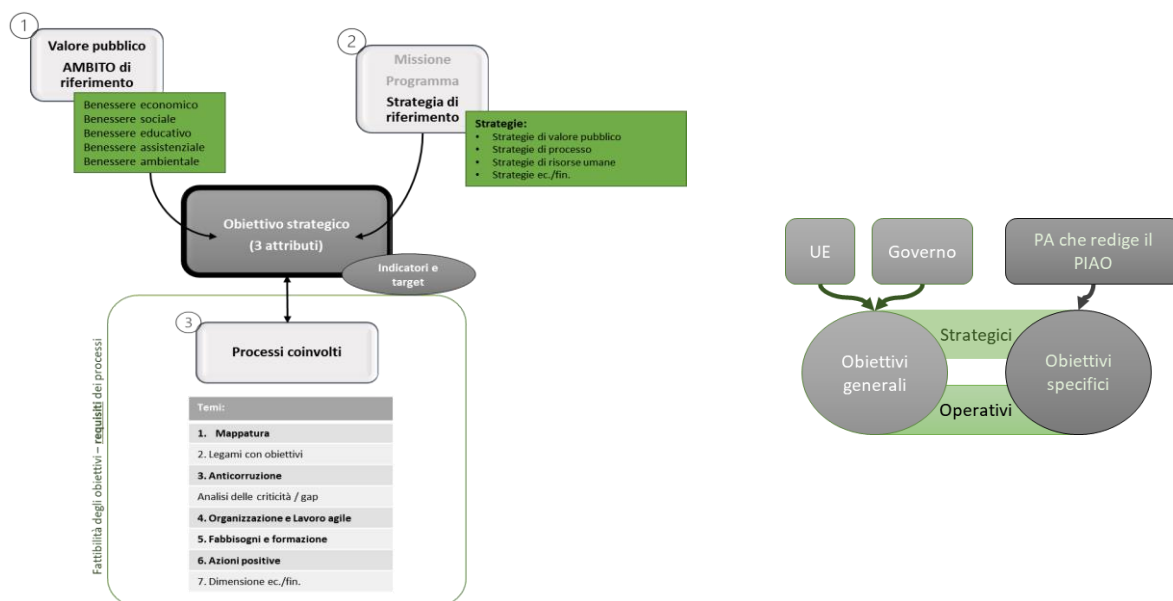 1
Valore pubblico
AMBITO di
riferimento
Benessere economico
Benessere sociale
Benessere educativo
Benessere assistenziale
Benessere ambientale
2
Missione
Programma
Strategia di
riferimento
Strategie:
• Strategie di valore pubblico
• Strategie di processo
• Strategie di risorse umane
• Strategie ec./fin.
Obiettivo strategico
(3 attributi)
Indicatori e
target
Fattibilità degli obiettivi – requisiti dei processi
3
Processi coinvolti
Temi:
1. Mappatura
2. Legami con obiettivi
3. Anticorruzione
Analisi delle criticità / gap
4. Organizzazione e Lavoro agile
5. Fabbisogni e formazione
6. Azioni positive
7. Dimensione ec./fin.
UE
Governo
PA che redige il
PIAO
Strategici
Obiettivi
generali
Obiettivi
specifici
Operativi